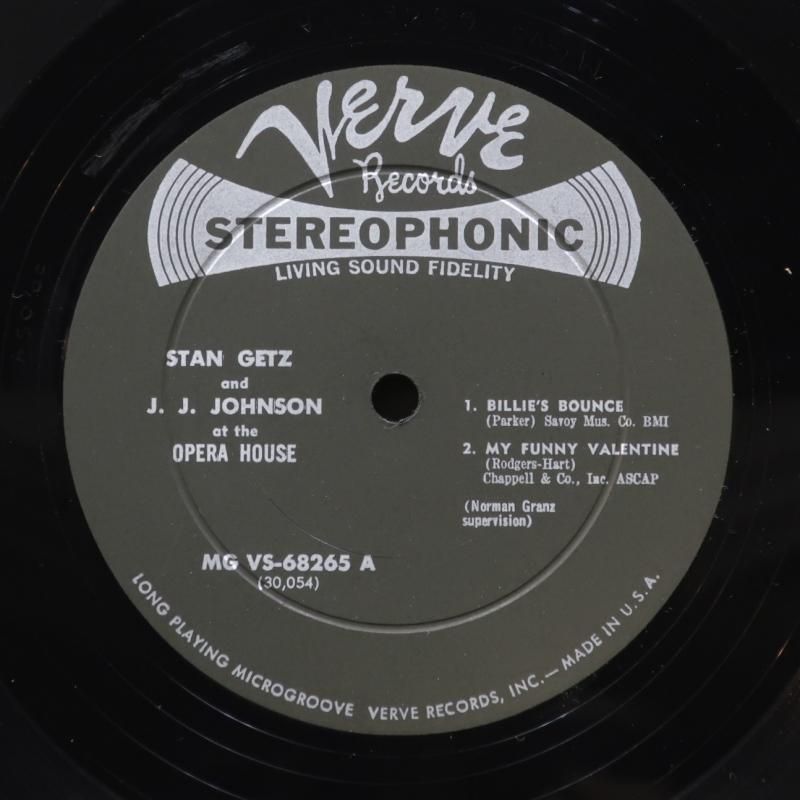 Verve
Records
STEREOPHONIC
LIVING SOUND FIDELITY
STAN GETZ
and
J. J. JOHNSON
at the
OPERA HOUSE
1. BILLIE'S BOUNCE
(Parker) Savoy Mus. Co. BMI
2. MY FUNNY VALENTINE
(Rodgers-Hart)
Chappell & Co., Inc. ASCAP
(Norman Granz
supervision)
MG VS-68265 A
(30,054)
LONG PLAYING MICROGROOVE VERVE RECORDS, INC.— MADE IN U.S.A.